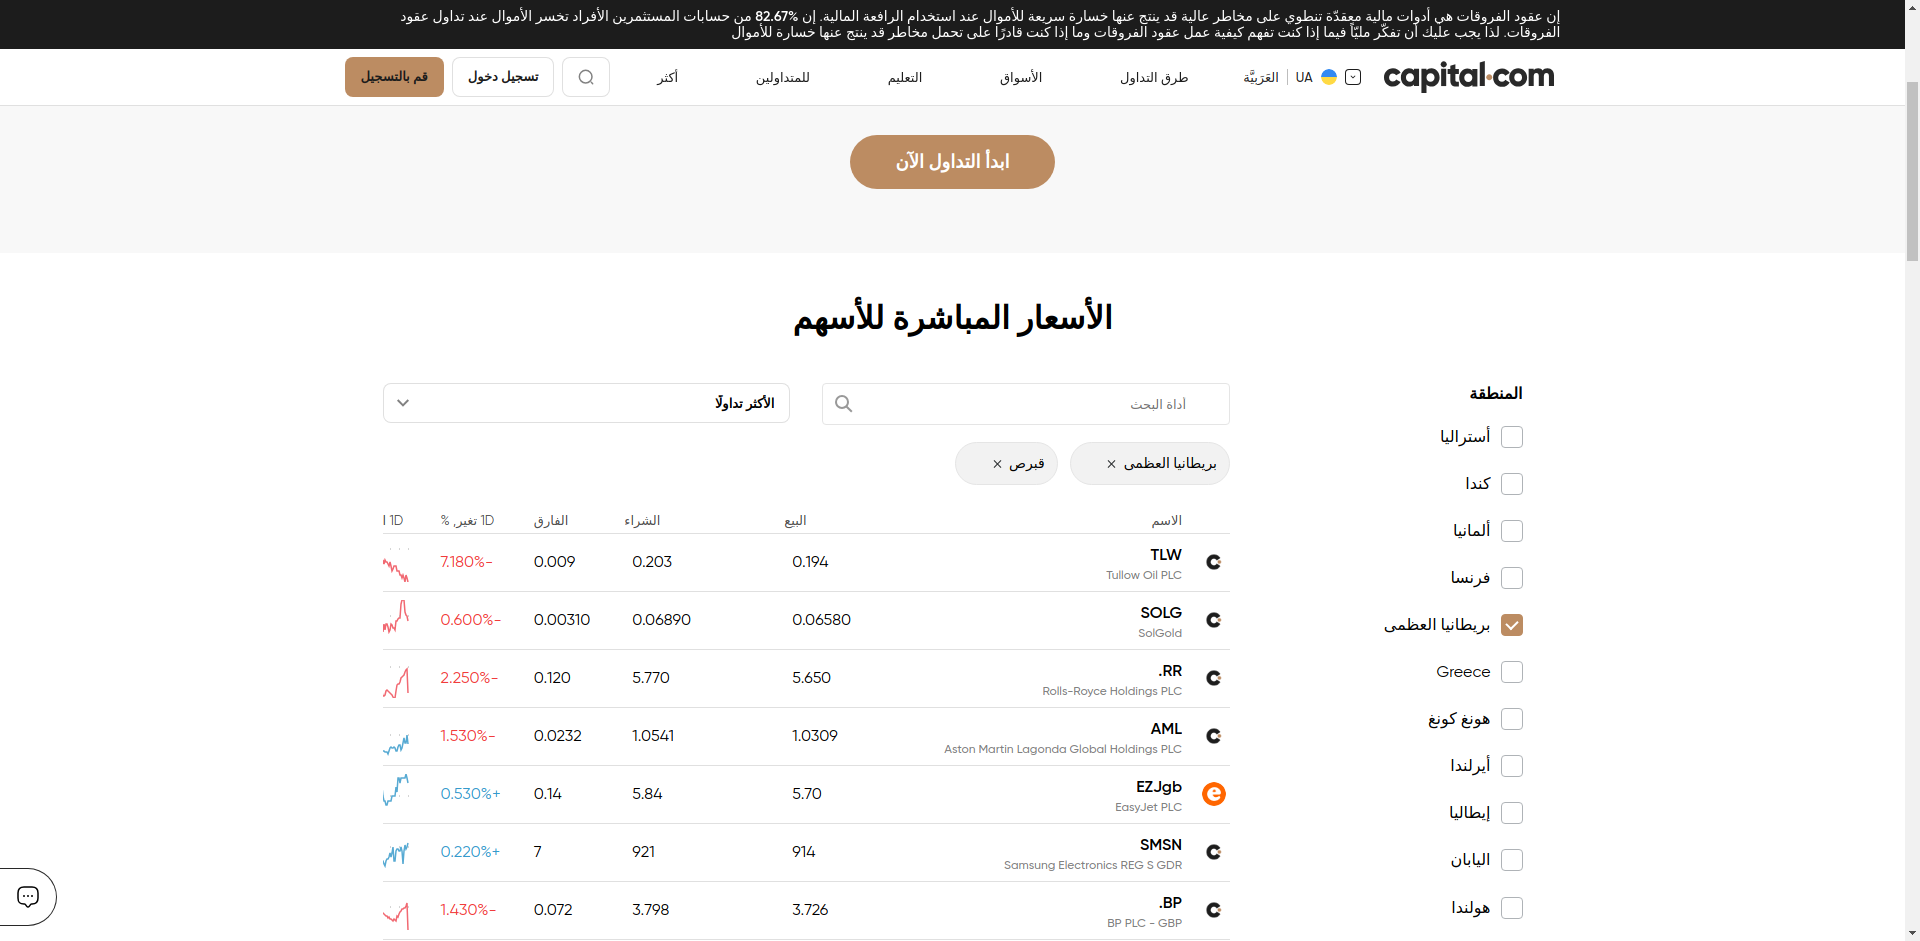 إن عقود الفروقات هي أدوات مالية معقدّة تنطوي على مخاطر عالية قد ينتج عنها خسارة سريعة للأموال عند استخدام الرافعة المالية. إن 82.67% من حسابات المستثمرين الأفراد تخسر الأموال عند تداول عقود
الفروقات. لذا يجب عليك أن تفكّر مليّاً فيما إذا كنت تفهم كيفية عمل عقود الفروقات وما إذا كنت قادرًا على تحمل مخاطر قد ينتج عنها خسارة للأموال
capital.com
UA العَرَبِيَّة
طرق التداول
الأسواق
التعليم
للمتداولين
أكثر
تسجيل دخول
قم بالتسجيل
ابدأ التداول الآن
الأسعار المباشرة للأسهم
المنطقة
أستراليا
كندا
ألمانيا
فرنسا
بريطانيا العظمى
Greece
هونغ كونغ
أيرلندا
إيطاليا
اليابان
هولندا
أداة البحث
الأكثر تداولًا
بريطانيا العظمى
قبرص
الاسم البيع الشراء الفارق 1D تغير, % 1D ا
TLW 0.194 0.203 0.009 7.180%-
Tullow Oil PLC
SOLG 0.06580 0.06890 0.00310 0.600%-
SolGold
.RR 5.650 5.770 0.120 2.250%-
Rolls-Royce Holdings PLC
AML 1.0309 1.0541 0.0232 1.530%-
Aston Martin Lagonda Global Holdings PLC
EZJgb 5.70 5.84 0.14 0.530%+
EasyJet PLC
SMSN 914 921 7 0.220%+
Samsung Electronics REG S GDR
.BP 3.726 3.798 0.072 1.430%-
BP PLC - GBP